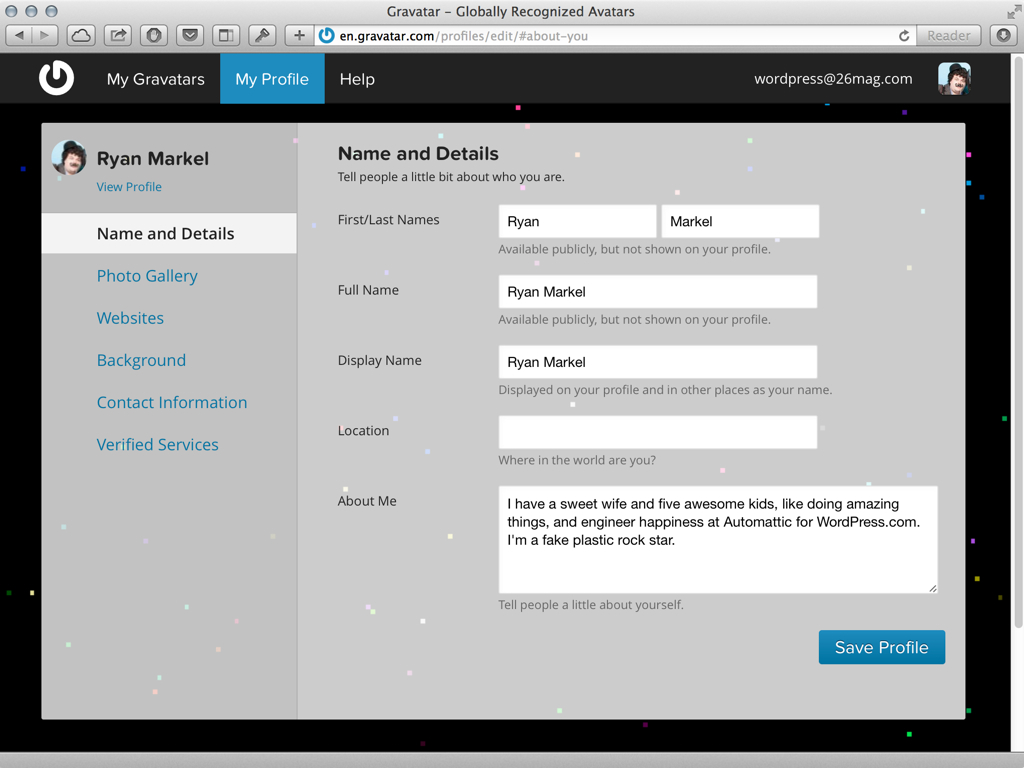 Gravatar – Globally Recognized Avatars
en.gravatar.com/profiles/edit/#about-you
Reader
My Gravatars
My Profile
Help
wordpress@26mag.com
Ryan Markel
View Profile
Name and Details
Photo Gallery
Websites
Background
Contact Information
Verified Services
Name and Details
Tell people a little bit about who you are.
First/Last Names
Ryan
Markel
Available publicly, but not shown on your profile.
Full Name
Ryan Markel
Available publicly, but not shown on your profile.
Display Name
Ryan Markel
Displayed on your profile and in other places as your name.
Location
Where in the world are you?
About Me
I have a sweet wife and five awesome kids, like doing amazing
things, and engineer happiness at Automattic for WordPress.com.
I'm a fake plastic rock star.
Tell people a little about yourself.
Save Profile